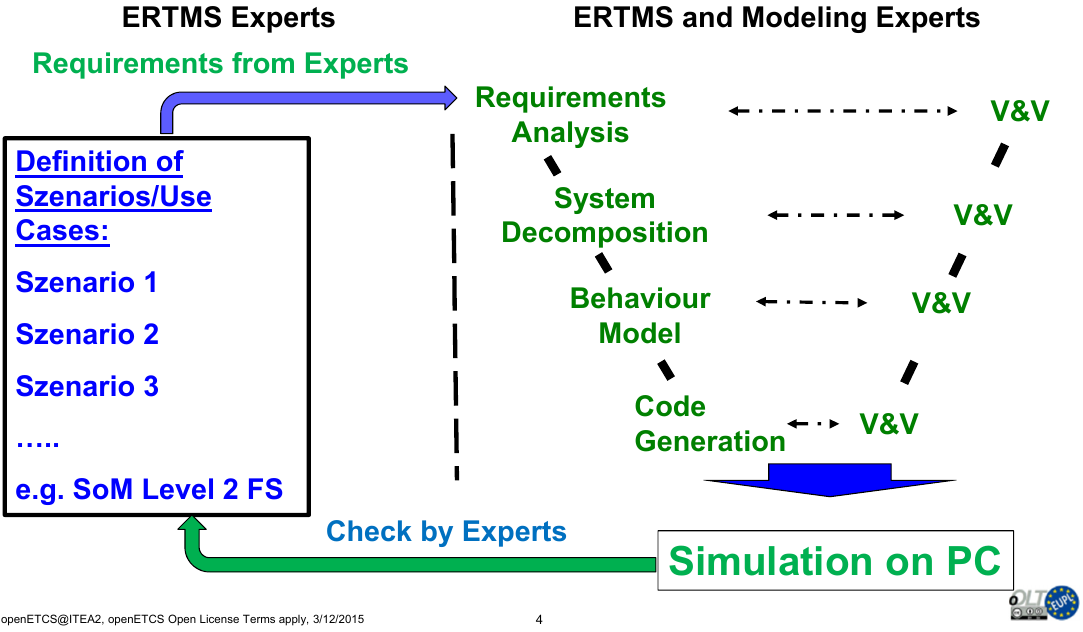 ERTMS Experts
ERTMS and Modeling Experts
Requirements from Experts
Definition of
Szenarios/Use
Cases:
Szenario 1
Szenario 2
Szenario 3
…..
e.g. SoM Level 2 FS
Requirements
Analysis
V&V
System
Decomposition
V&V
Behaviour
Model
V&V
Code
Generation
V&V
Check by Experts
Simulation on PC
openETCS@ITEA2, openETCS Open License Terms apply, 3/12/2015
4
OLT
EUPL